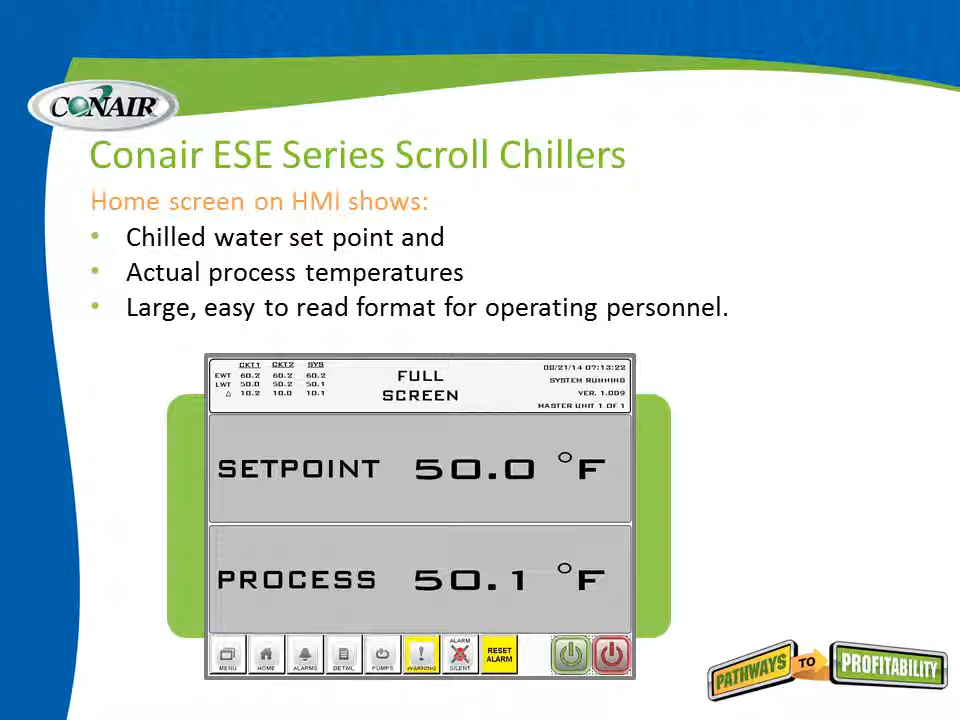 CONAIR
Conair ESE Series Scroll Chillers
Home screen on HMI shows:
• Chilled water set point and
• Actual process temperatures
• Large, easy to read format for operating personnel.
CKT1 CKT2 SYS
EWT 60.2 60.2 60.2
LWT 50.0 50.2 50.1
Δ 10.2 10.0 10.1
FULL
SCREEN
08/21/14 07:13:22
SYSTEM RUNNING
VER. 1.009
MASTER UNIT 1 OF 1
SETPOINT 50.0 °F
PROCESS 50.1 °F
MENU
HOME
ALARMS
DETAIL
PUMPS
WARNING
ALARM
SILENT
RESET
ALARM
PATHWAYS TO PROFITABILITY